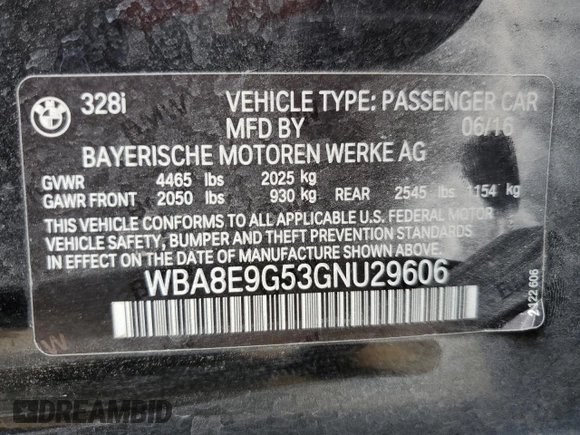 328i VEHICLE TYPE: PASSENGER CAR
MFD BY 06/16
BAYERISCHE MOTOREN WERKE AG
GVWR 4465 lbs 2025 kg
GAWR FRONT 2050 lbs 930 kg REAR 2545 lbs 1154 kg
THIS VEHICLE CONFORMS TO ALL APPLICABLE U.S. FEDERAL MOTOR
VEHICLE SAFETY, BUMPER AND THEFT PREVENTION STANDARDS
IN EFFECT ON THE DATE OF MANUFACTURE SHOWN ABOVE.
WBA8E9G53GNU29606
2422 606
DREAMBID